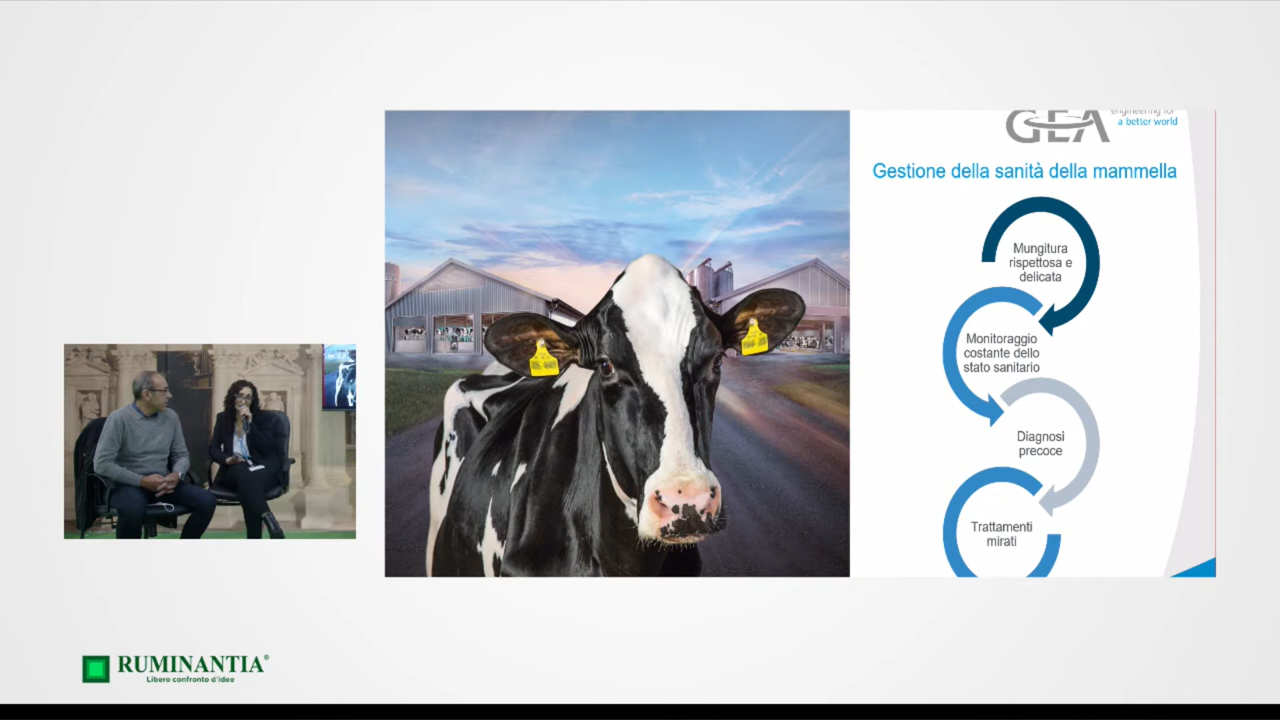 GEA
engineering for
a better world
Gestione della sanità della mammella
Mungitura
rispettosa e
delicata
Monitoraggio
costante dello
stato sanitario
Diagnosi
precoce
Trattamenti
mirati
RUMINANTIA®
Libero confronto d'idee